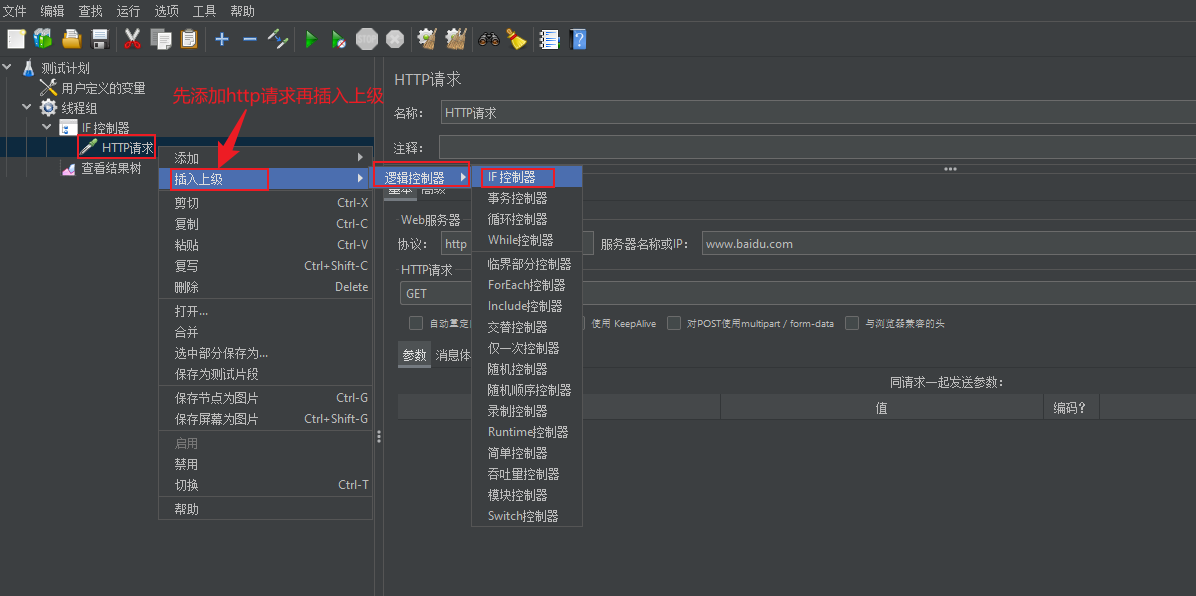 文件 编辑 查找 运行 选项 工具 帮助
STOP
测试计划
用户定义的变量
线程组
IF 控制器
HTTP请求
查看结果树
先添加http请求再插入上级
添加
插入上级
剪切 Ctrl-X
复制 Ctrl-C
粘贴 Ctrl-V
复写 Ctrl+Shift-C
删除 Delete
打开...
合并
选中部分保存为...
保存为测试片段
保存节点为图片 Ctrl-G
保存屏幕为图片 Ctrl+Shift-G
启用
禁用
切换 Ctrl-T
帮助
逻辑控制器
IF 控制器
事务控制器
循环控制器
While控制器
临界部分控制器
ForEach控制器
Include控制器
交替控制器
仅一次控制器
随机控制器
随机顺序控制器
录制控制器
Runtime控制器
简单控制器
吞吐量控制器
模块控制器
Switch控制器
HTTP请求
名称: HTTP请求
注释:
基本 高级
Web服务器
协议: http 服务器名称或IP: www.baidu.com
HTTP请求
GET
自动重定 使用 KeepAlive 对POST使用multipart / form-data 与浏览器兼容的头
参数 消息体
同请求一起发送参数:
值 编码?